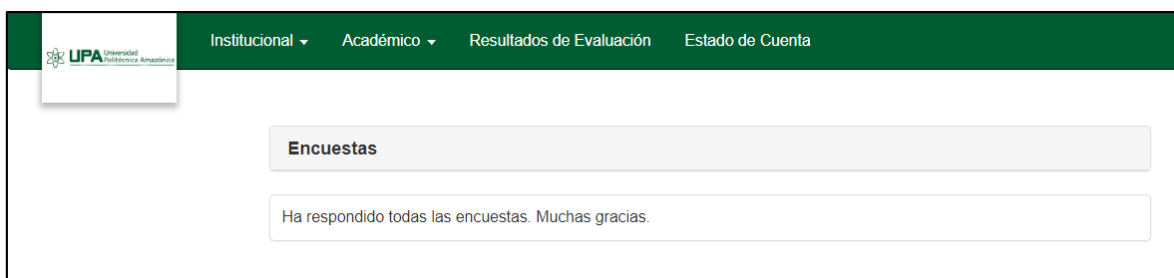 Institucional
Académico
Resultados de Evaluación
Estado de Cuenta
UPA Universidad
Politécnica Amazónica
Encuestas
Ha respondido todas las encuestas. Muchas gracias.